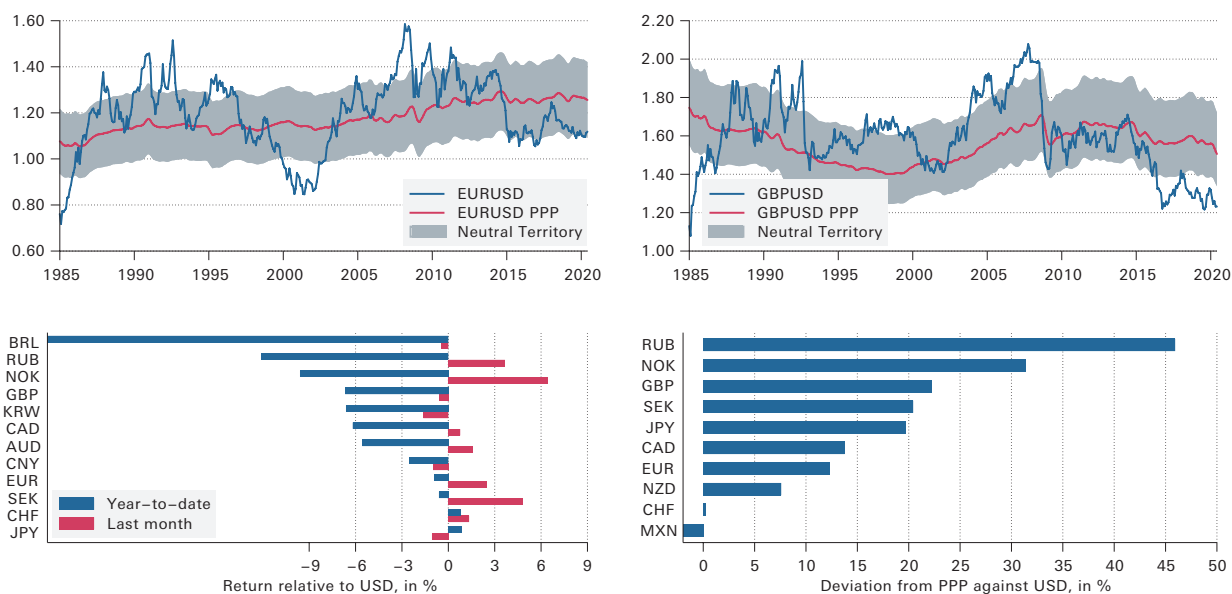 1.60
1.40
1.20
1.00
0.80
0.60
EURUSD
EURUSD PPP
Neutral Territory
1985 1990 1995 2000 2005 2010 2015 2020
2.20
2.00
1.80
1.60
1.40
1.20
1.00
GBPUSD
GBPUSD PPP
Neutral Territory
1985 1990 1995 2000 2005 2010 2015 2020
BRL
RUB
NOK
GBP
KRW
CAD
AUD
CNY
EUR
SEK
CHF
JPY
Year−to−date
Last month
−9 −6 −3 0 3 6 9
Return relative to USD, in %
RUB
NOK
GBP
SEK
JPY
CAD
EUR
NZD
CHF
MXN
0 5 10 15 20 25 30 35 40 45 50
Deviation from PPP against USD, in %